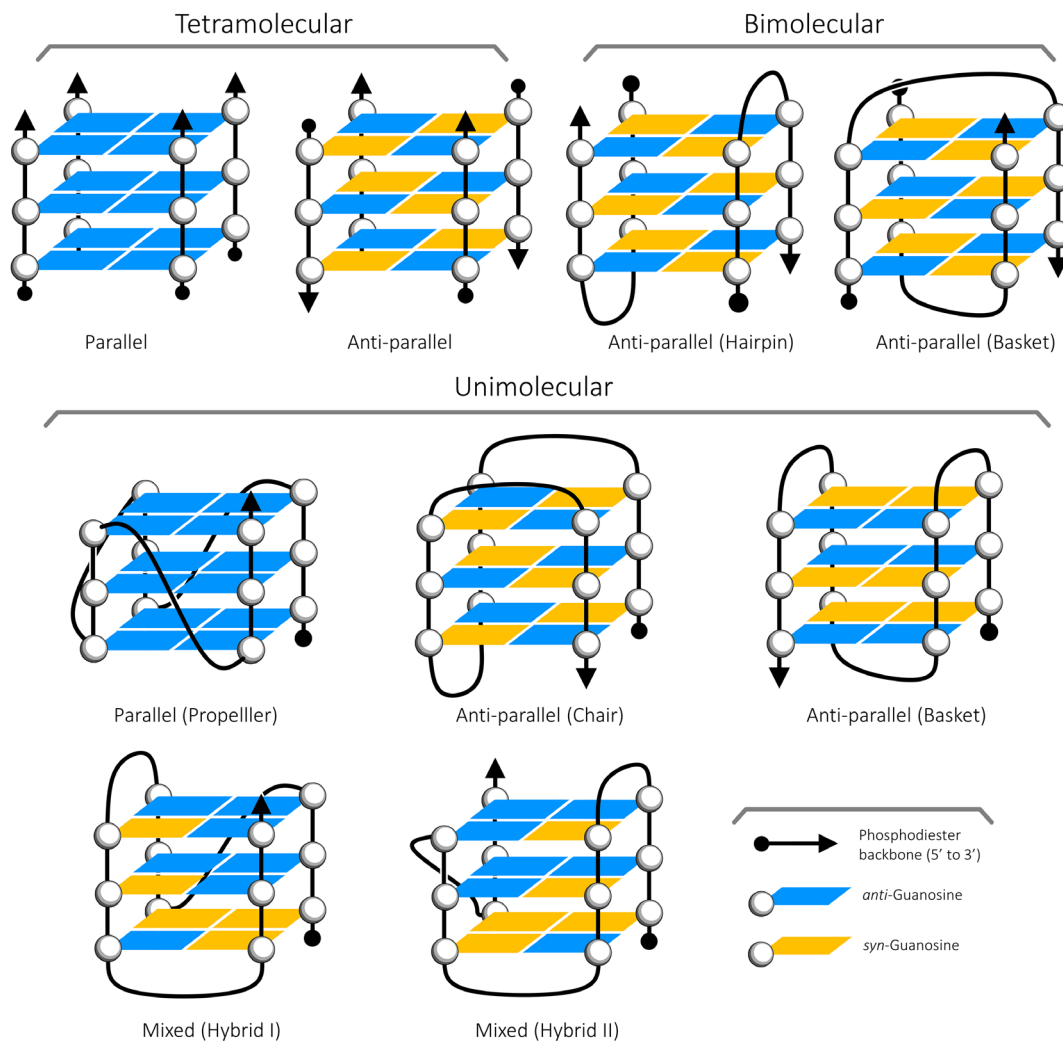 Tetramolecular
Bimolecular
Parallel
Anti-parallel
Anti-parallel (Hairpin)
Anti-parallel (Basket)
Unimolecular
Parallel (Propelller)
Anti-parallel (Chair)
Anti-parallel (Basket)
Mixed (Hybrid I)
Mixed (Hybrid II)
Phosphodiester
backbone (5’ to 3’)
anti-Guanosine
syn-Guanosine